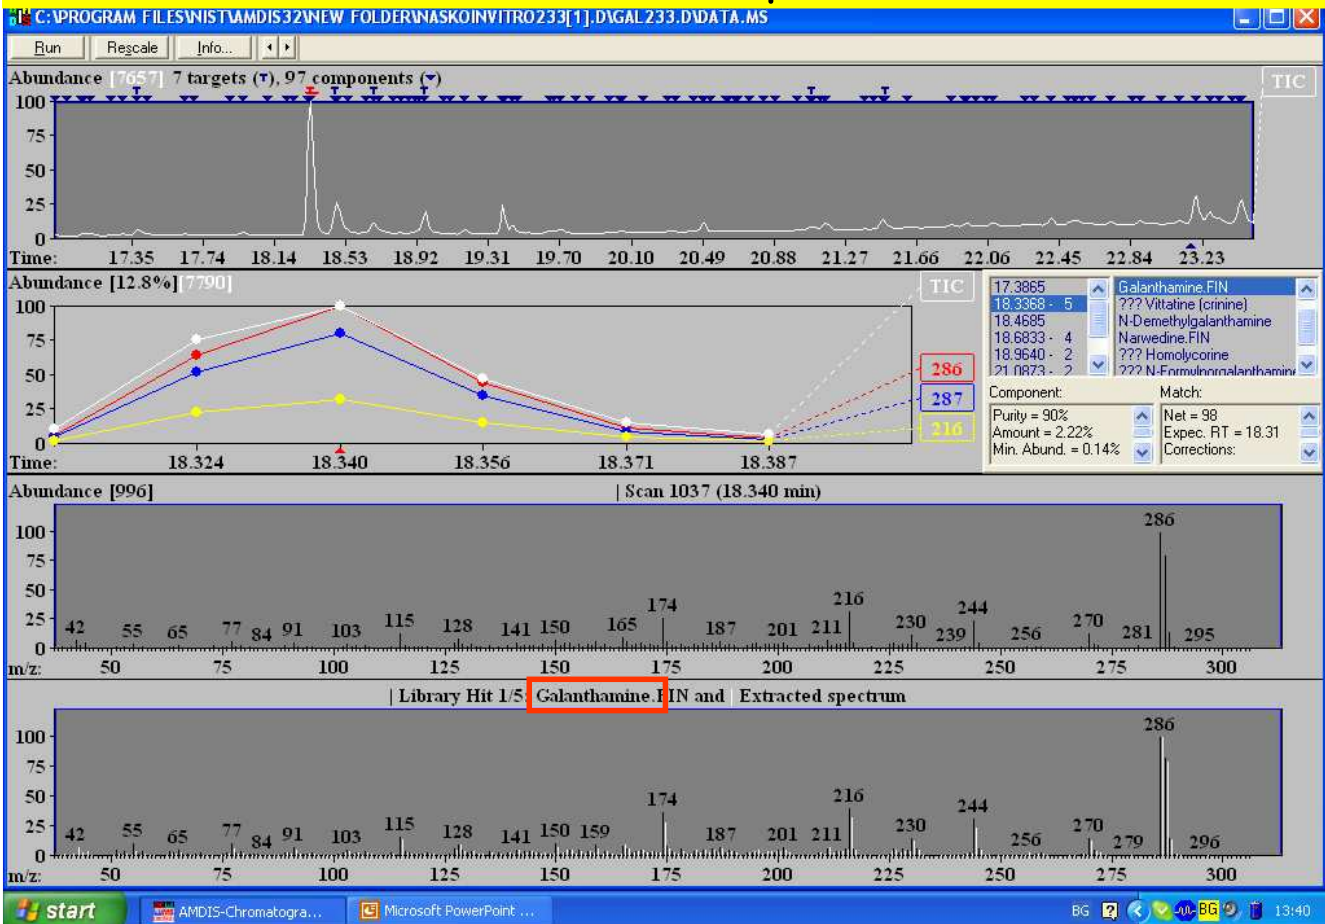 C:\PROGRAM FILES\NIST\AMDIS32\NEW FOLDER\NASKOINVITRO233[1].D\GAL233.D\DATA.MS
Run Rescale Info...
Abundance [7657] 7 targets (T), 97 components (▼)
TIC
100
75
50
25
0
Time: 17.35 17.74 18.14 18.53 18.92 19.31 19.70 20.10 20.49 20.88 21.27 21.66 22.06 22.45 22.84 23.23
Abundance [12.8%] [7790]
TIC
100
75
50
25
0
286
287
216
Time: 18.324 18.340 18.356 18.371 18.387
17.3865 Galanthamine.FIN
18.3368 - 5 ??? Vittatine (crinine)
18.4685 N-Demethylgalanthamine
18.6833 - 4 Narwedine.FIN
18.9640 - 2 ??? Homolycorine
21.0873 - 2 ??? N-Formylnorgalanthamine
Component: Match:
Purity = 90% Net = 98
Amount = 2.22% Expec. RT = 18.31
Min. Abund. = 0.14% Corrections:
Abundance [996] | Scan 1037 (18.340 min)
100
75
50
25
0
42 55 65 77 84 91 103 115 128 141 150 165 174 187 201 211 216 230 239 244 256 270 281 286 295
m/z: 50 75 100 125 150 175 200 225 250 275 300
| Library Hit 1/5: Galanthamine.FIN and | Extracted spectrum
100
75
50
25
0
42 55 65 77 84 91 103 115 128 141 150 159 174 187 201 211 216 230 244 256 270 279 286 296
m/z: 50 75 100 125 150 175 200 225 250 275 300
start AMDIS-Chromatogra... Microsoft PowerPoint ... BG BG 13:40